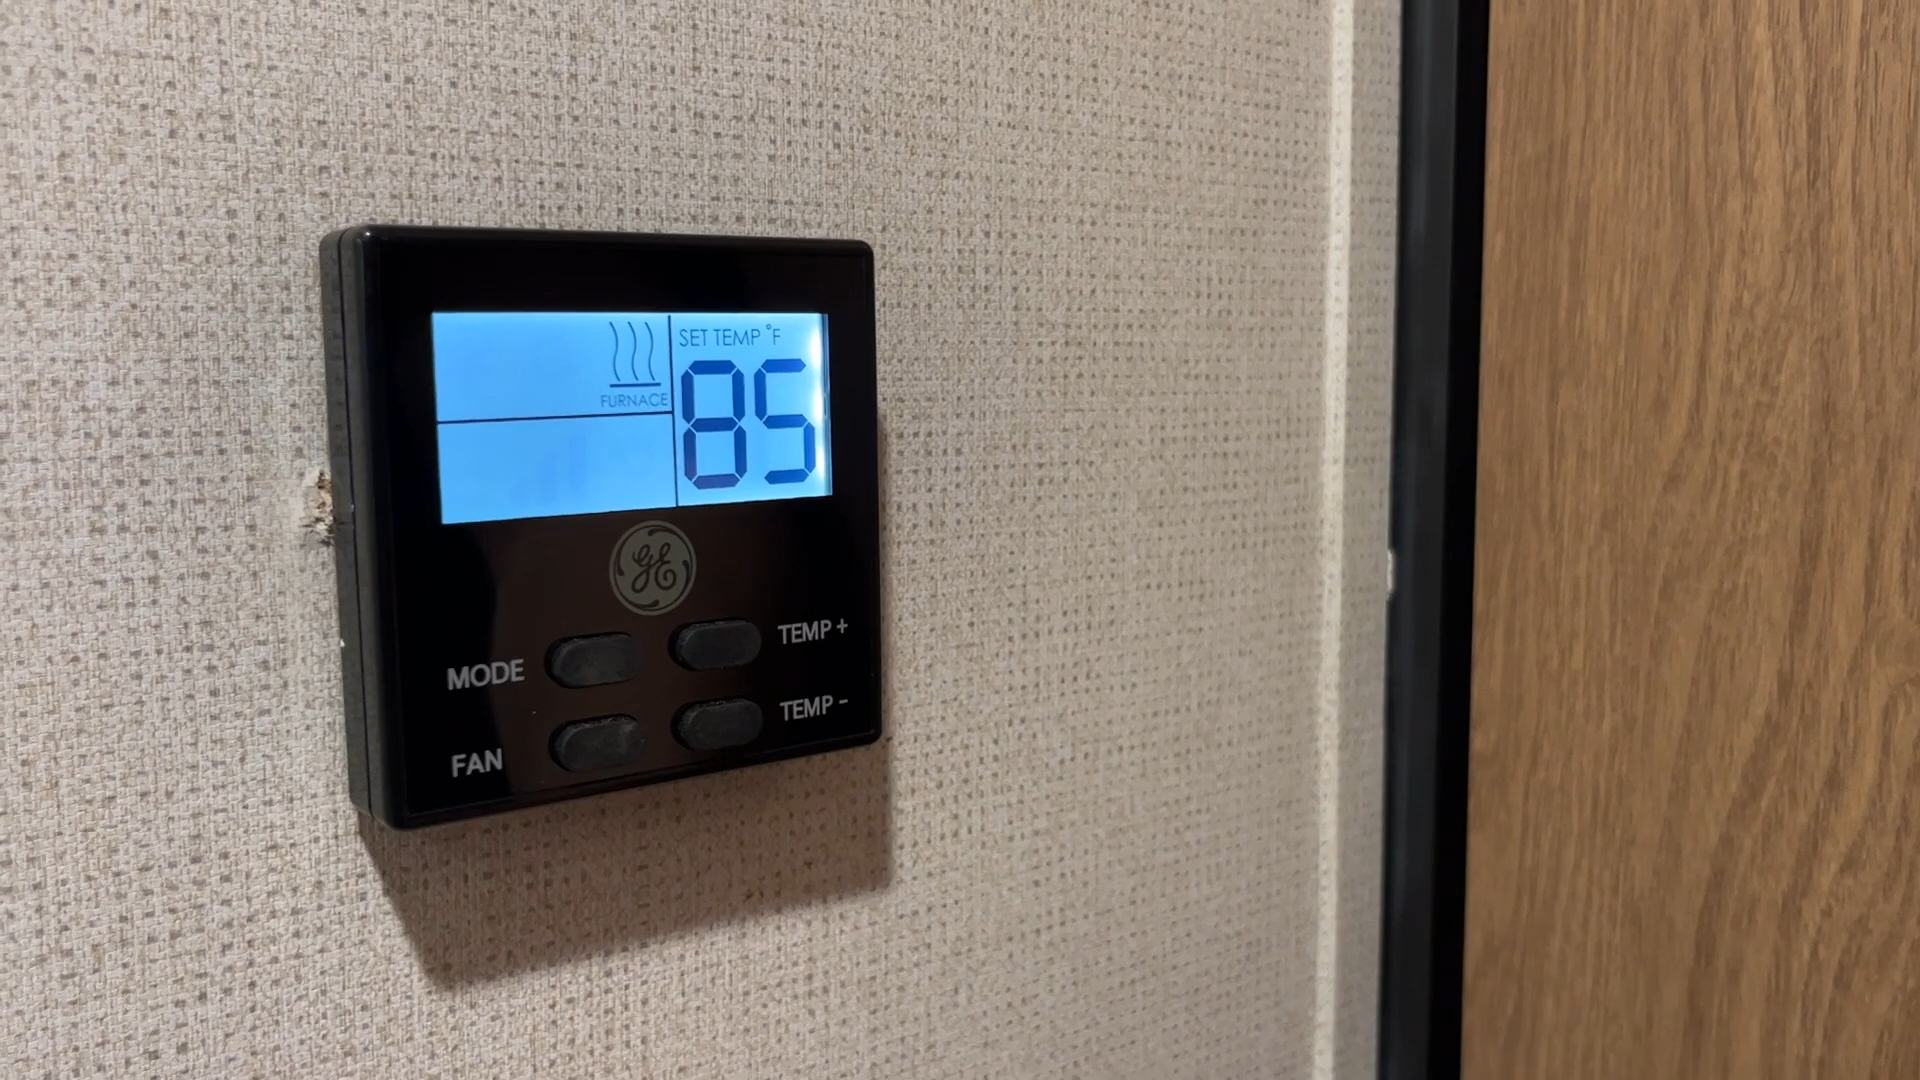 SET TEMP °F
FURNACE
85
GE
MODE
TEMP +
FAN
TEMP -